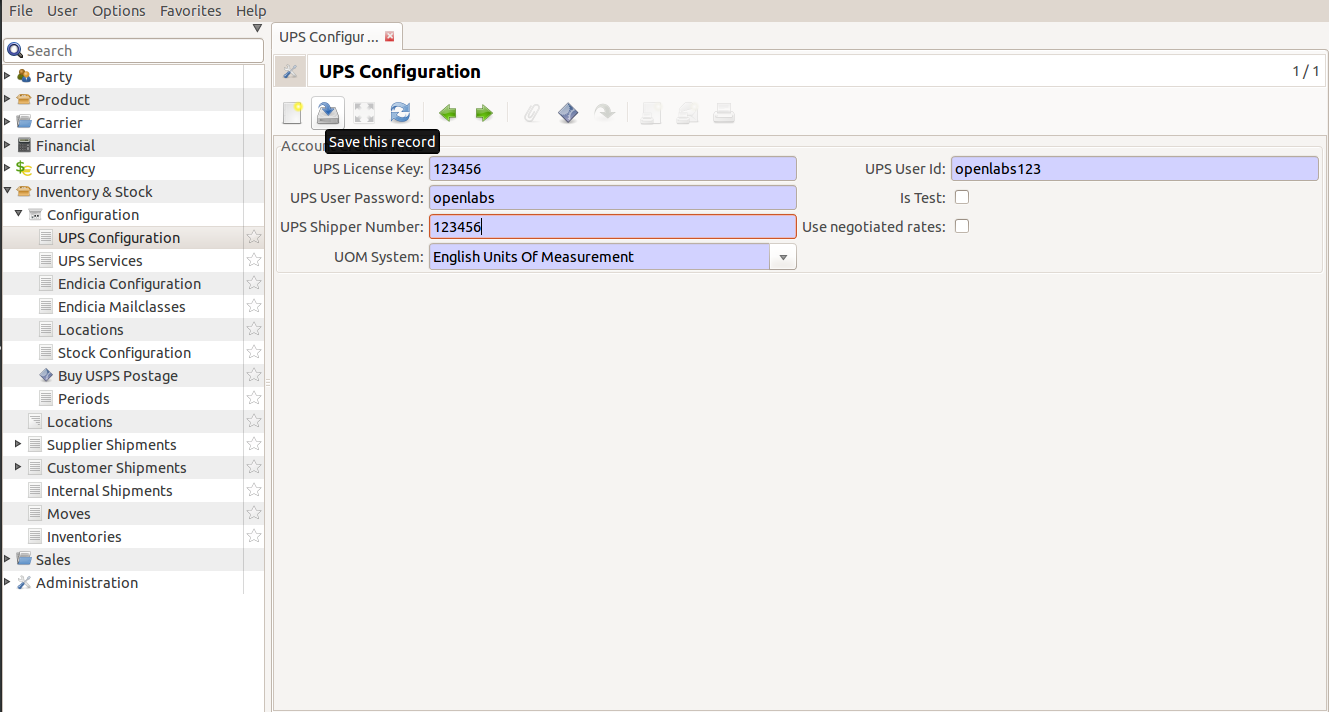 File User Options Favorites Help
UPS Configur ...
Search
UPS Configuration 1 / 1
Party
Product
Carrier
Financial
Currency
Inventory & Stock
Configuration
UPS Configuration
UPS Services
Endicia Configuration
Endicia Mailclasses
Locations
Stock Configuration
Buy USPS Postage
Periods
Locations
Supplier Shipments
Customer Shipments
Internal Shipments
Moves
Inventories
Sales
Administration
Save this record
Accou
UPS License Key: 123456 UPS User Id: openlabs123
UPS User Password: openlabs Is Test:
UPS Shipper Number: 123456 Use negotiated rates:
UOM System: English Units Of Measurement